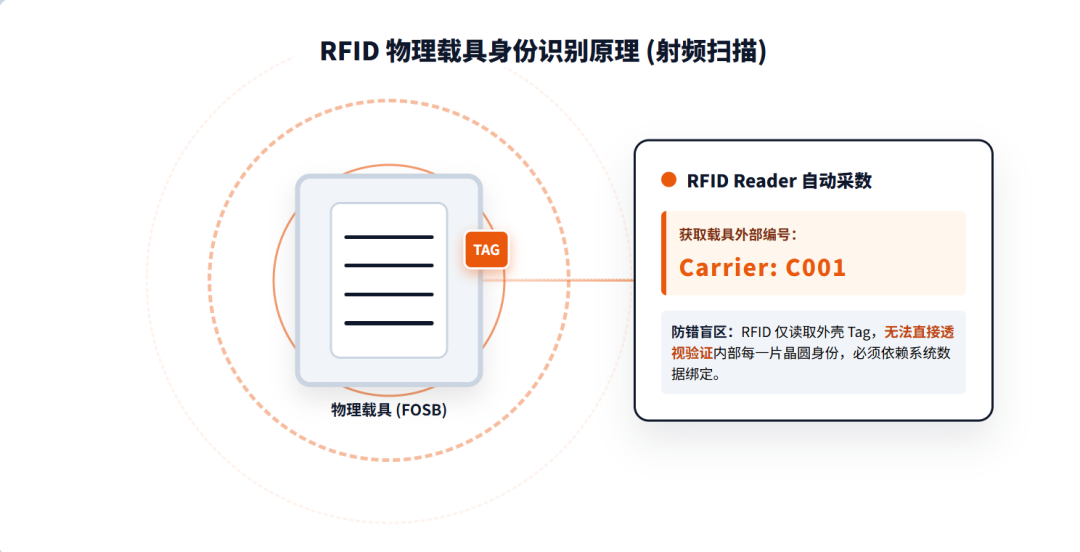 RFID 物理载具身份识别原理 (射频扫描)
TAG
物理载具 (FOSB)
RFID Reader 自动采数
获取载具外部编号：
Carrier: C001
防错盲区：RFID 仅读取外壳 Tag，无法直接透
视验证内部每一片晶圆身份，必须依赖系统数
据绑定。